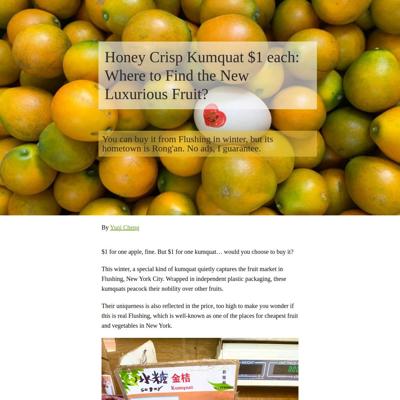 Honey Crisp Kumquat $1 each:
Where to Find the New
Luxurious Fruit?
You can buy it from Flushing in winter, but its
hometown is Rong'an. No ads, I guarantee.
By Yuqi Cheng
$1 for one apple, fine. But $1 for one kumquat… would you choose to buy it?
This winter, a special kind of kumquat quietly captures the fruit market in
Flushing, New York City. Wrapped in independent plastic packaging, these
kumquats peacock their nobility over other fruits.
Their uniqueness is also reflected in the price, too high to make you wonder if
this is real Flushing, which is well-known as one of the places for cheapest fruit
and vegetables in New York.
冰糖 金桔
Kumquat